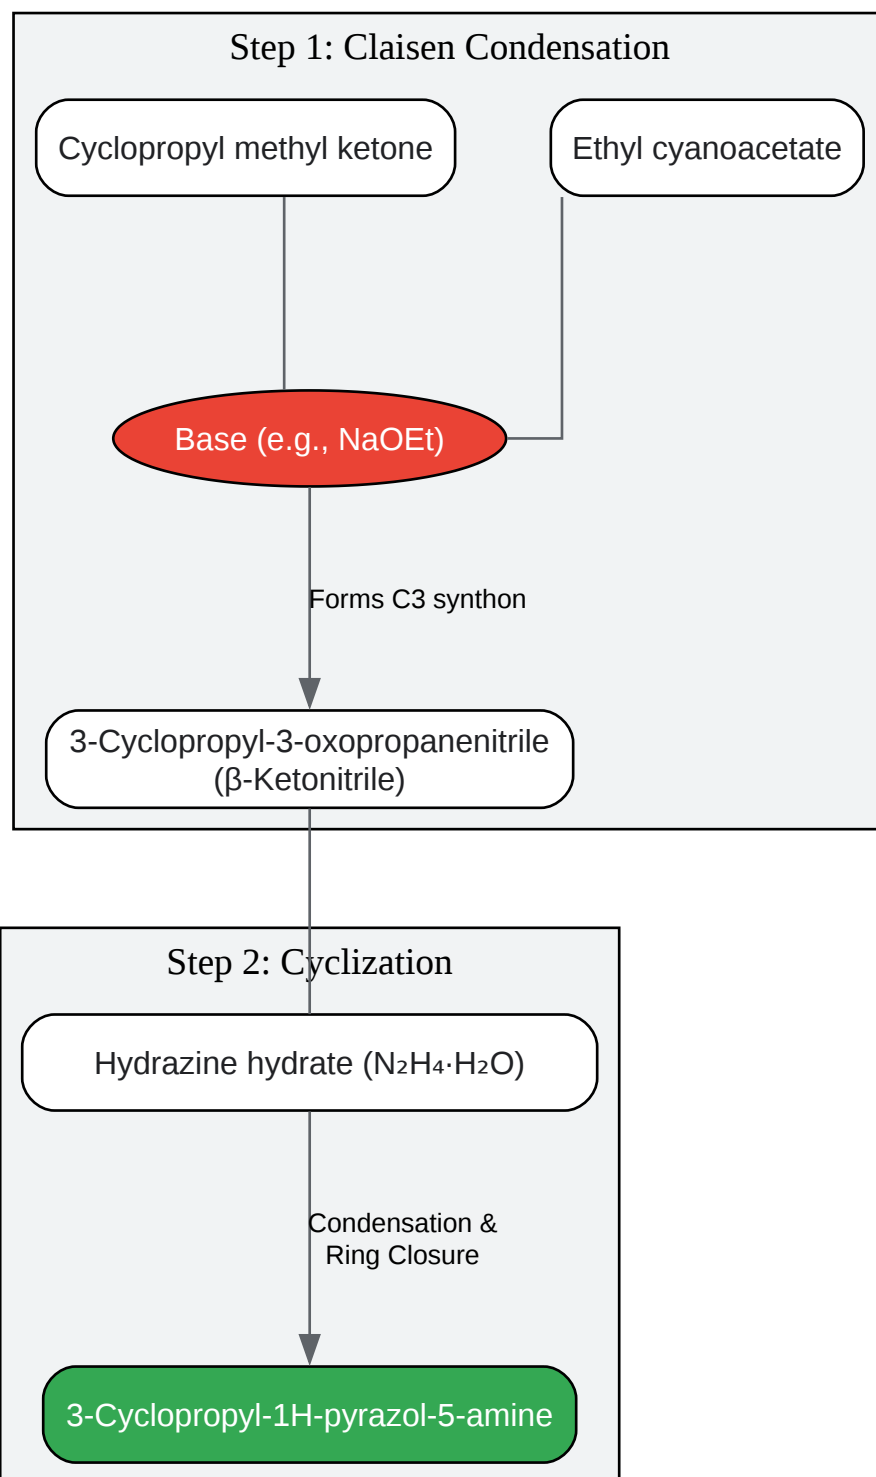 Step 1: Claisen Condensation
Cyclopropyl methyl ketone
Ethyl cyanoacetate
Base (e.g., NaOEt)
Forms C3 synthon
3-Cyclopropyl-3-oxopropanenitrile
(β-Ketonitrile)
Step 2: Cyclization
Hydrazine hydrate (N₂H₄·H₂O)
Condensation &
Ring Closure
3-Cyclopropyl-1H-pyrazol-5-amine